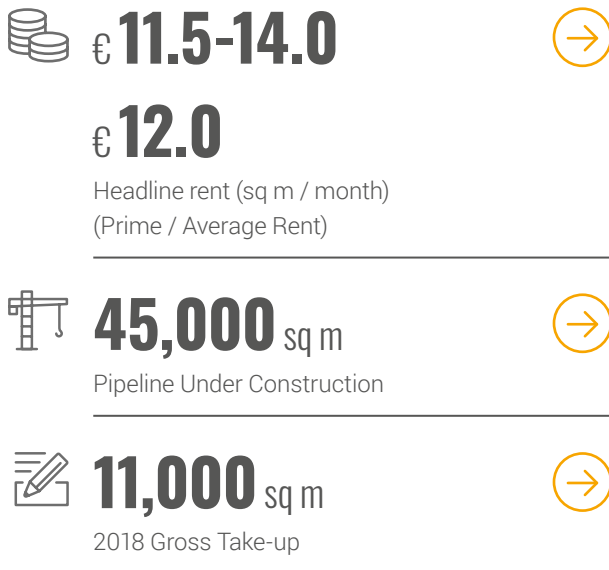 € 11.5-14.0
€ 12.0
Headline rent (sq m / month)
(Prime / Average Rent)
45,000 sq m
Pipeline Under Construction
11,000 sq m
2018 Gross Take-up